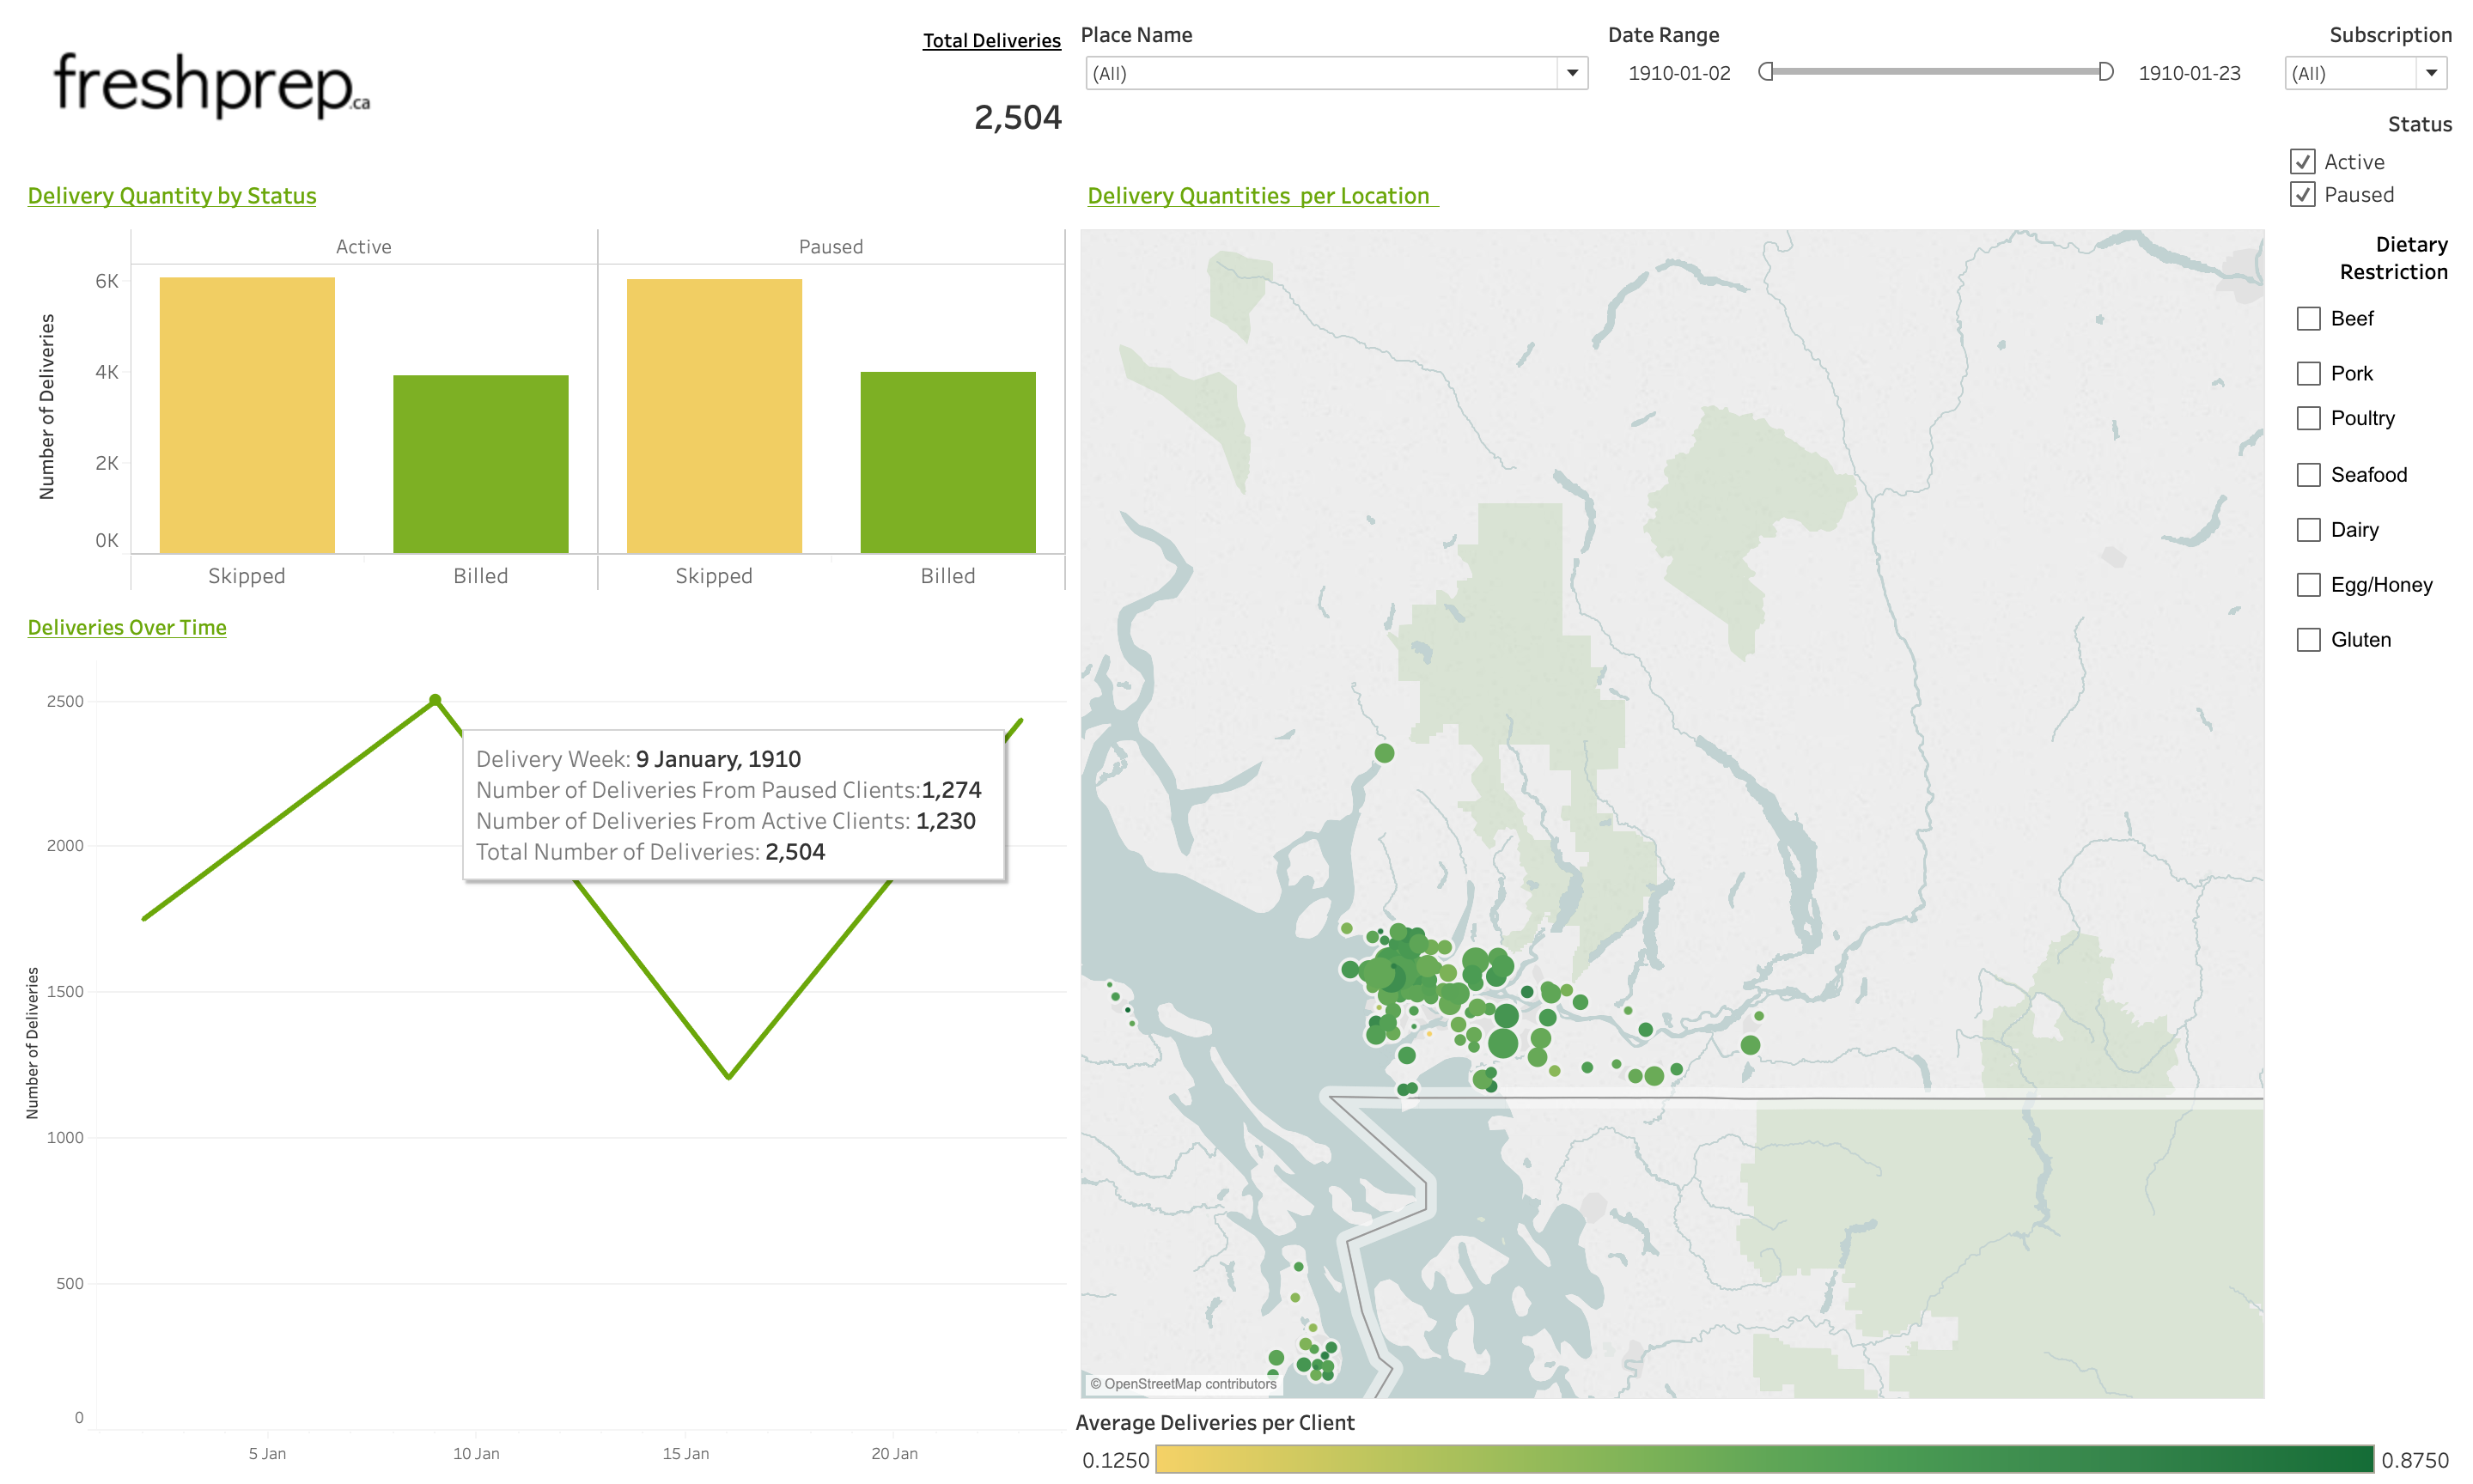 freshprep.ca
Total Deliveries
2,504
Place Name
(All)
Date Range
1910-01-02
1910-01-23
Subscription
(All)
Status
Active
Paused
Dietary
Restriction
Beef
Pork
Poultry
Seafood
Dairy
Egg/Honey
Gluten
Delivery Quantity by Status
Active
Paused
Number of Deliveries
6K
4K
2K
0K
Skipped
Billed
Skipped
Billed
Deliveries Over Time
Number of Deliveries
2500
2000
1500
1000
500
0
5 Jan
10 Jan
15 Jan
20 Jan
Delivery Week: 9 January, 1910
Number of Deliveries From Paused Clients:1,274
Number of Deliveries From Active Clients: 1,230
Total Number of Deliveries: 2,504
Delivery Quantities per Location
© OpenStreetMap contributors
Average Deliveries per Client
0.1250
0.8750